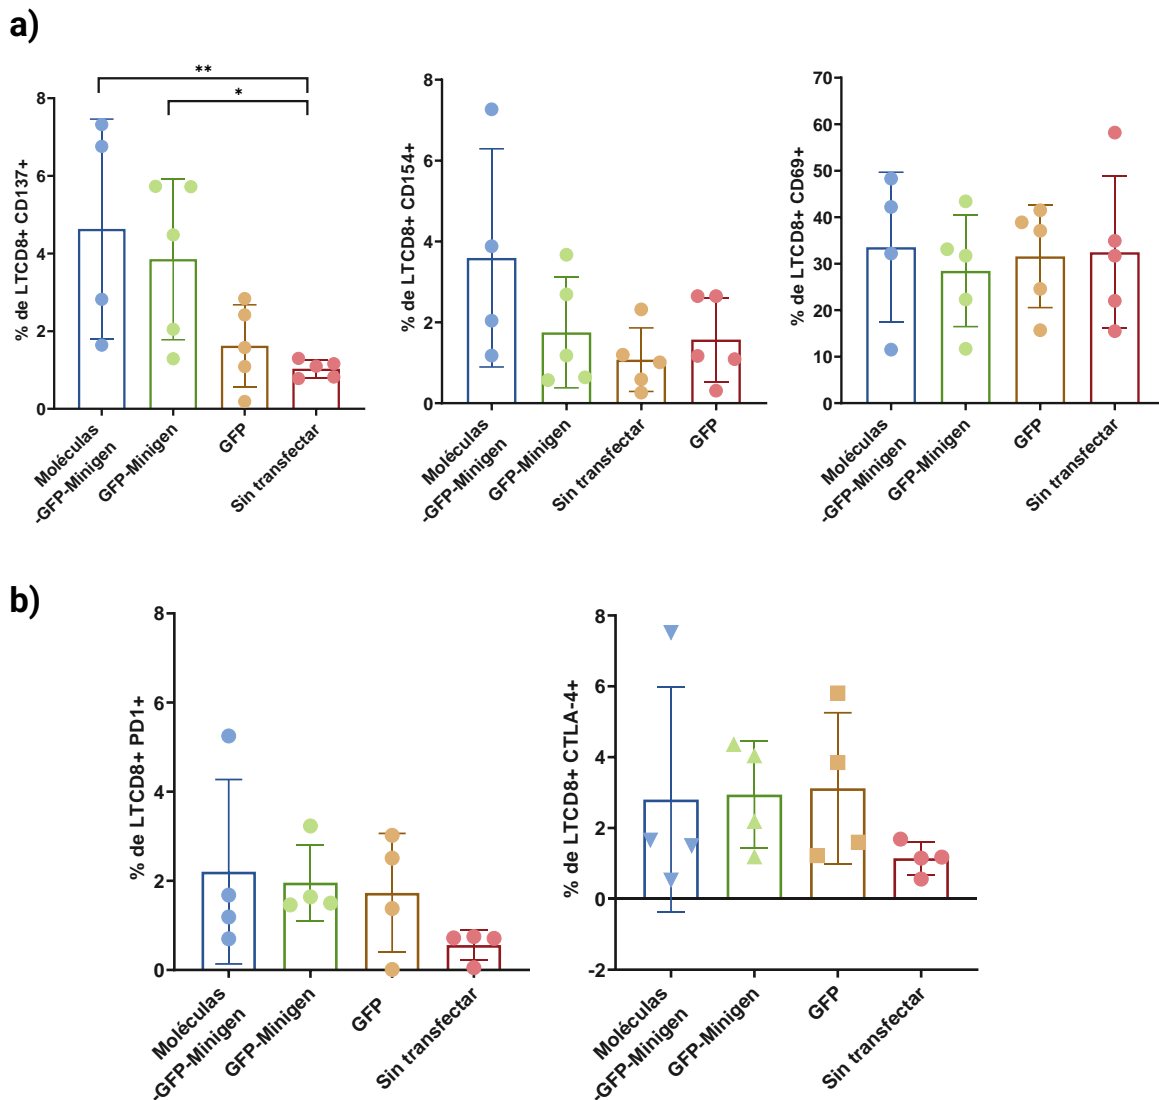 a)
**
*
% de LTCD8+ CD137+
8
6
4
2
0
Moléculas
-GFP-Minigen
GFP-Minigen
GFP
Sin transfectar
% de LTCD8+ CD154+
8
6
4
2
0
Moléculas
-GFP-Minigen
GFP-Minigen
Sin transfectar
GFP
% de LTCD8+ CD69+
70
60
50
40
30
20
10
0
Moléculas
-GFP-Minigen
GFP-Minigen
GFP
Sin transfectar
b)
% de LTCD8+ PD1+
8
6
4
2
0
Moléculas
-GFP-Minigen
GFP-Minigen
GFP
Sin transfectar
% de LTCD8+ CTLA-4+
8
6
4
2
0
-2
Moléculas
-GFP-Minigen
GFP-Minigen
GFP
Sin transfectar